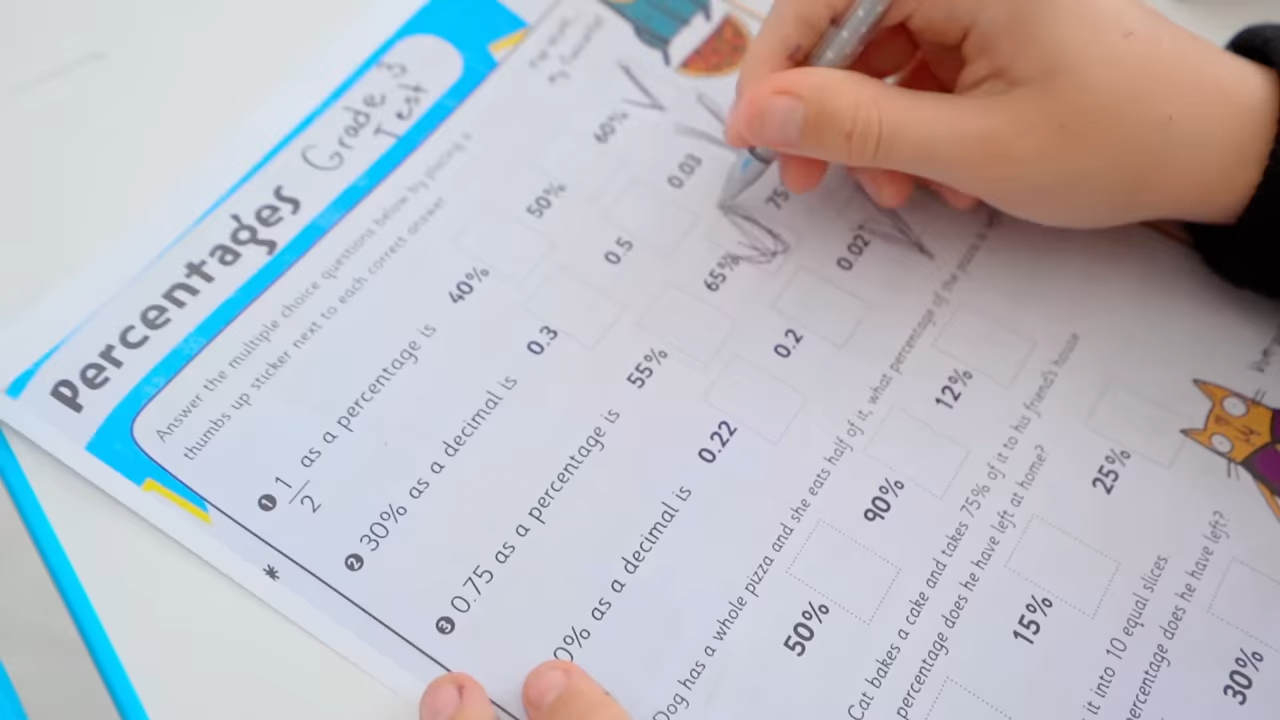 Percentages Grade 3
Test
Answer the multiple choice questions below by placing a
thumbs up sticker next to each correct answer
1 1/2 as a percentage is 40% 50% 60%
2 30% as a decimal is 0.3 0.5 0.03
3 0.75 as a percentage is 55% 65% 75
0% as a decimal is 0.22 0.2 0.02
Dog has a whole pizza and she eats half of it, what percentage of the pizza
50% 90% 12%
Cat bakes a cake and takes 75% of it to his friend's house
percentage does he have left at home?
15% 25%
it into 10 equal slices
ercentage does he have left?
30%
*